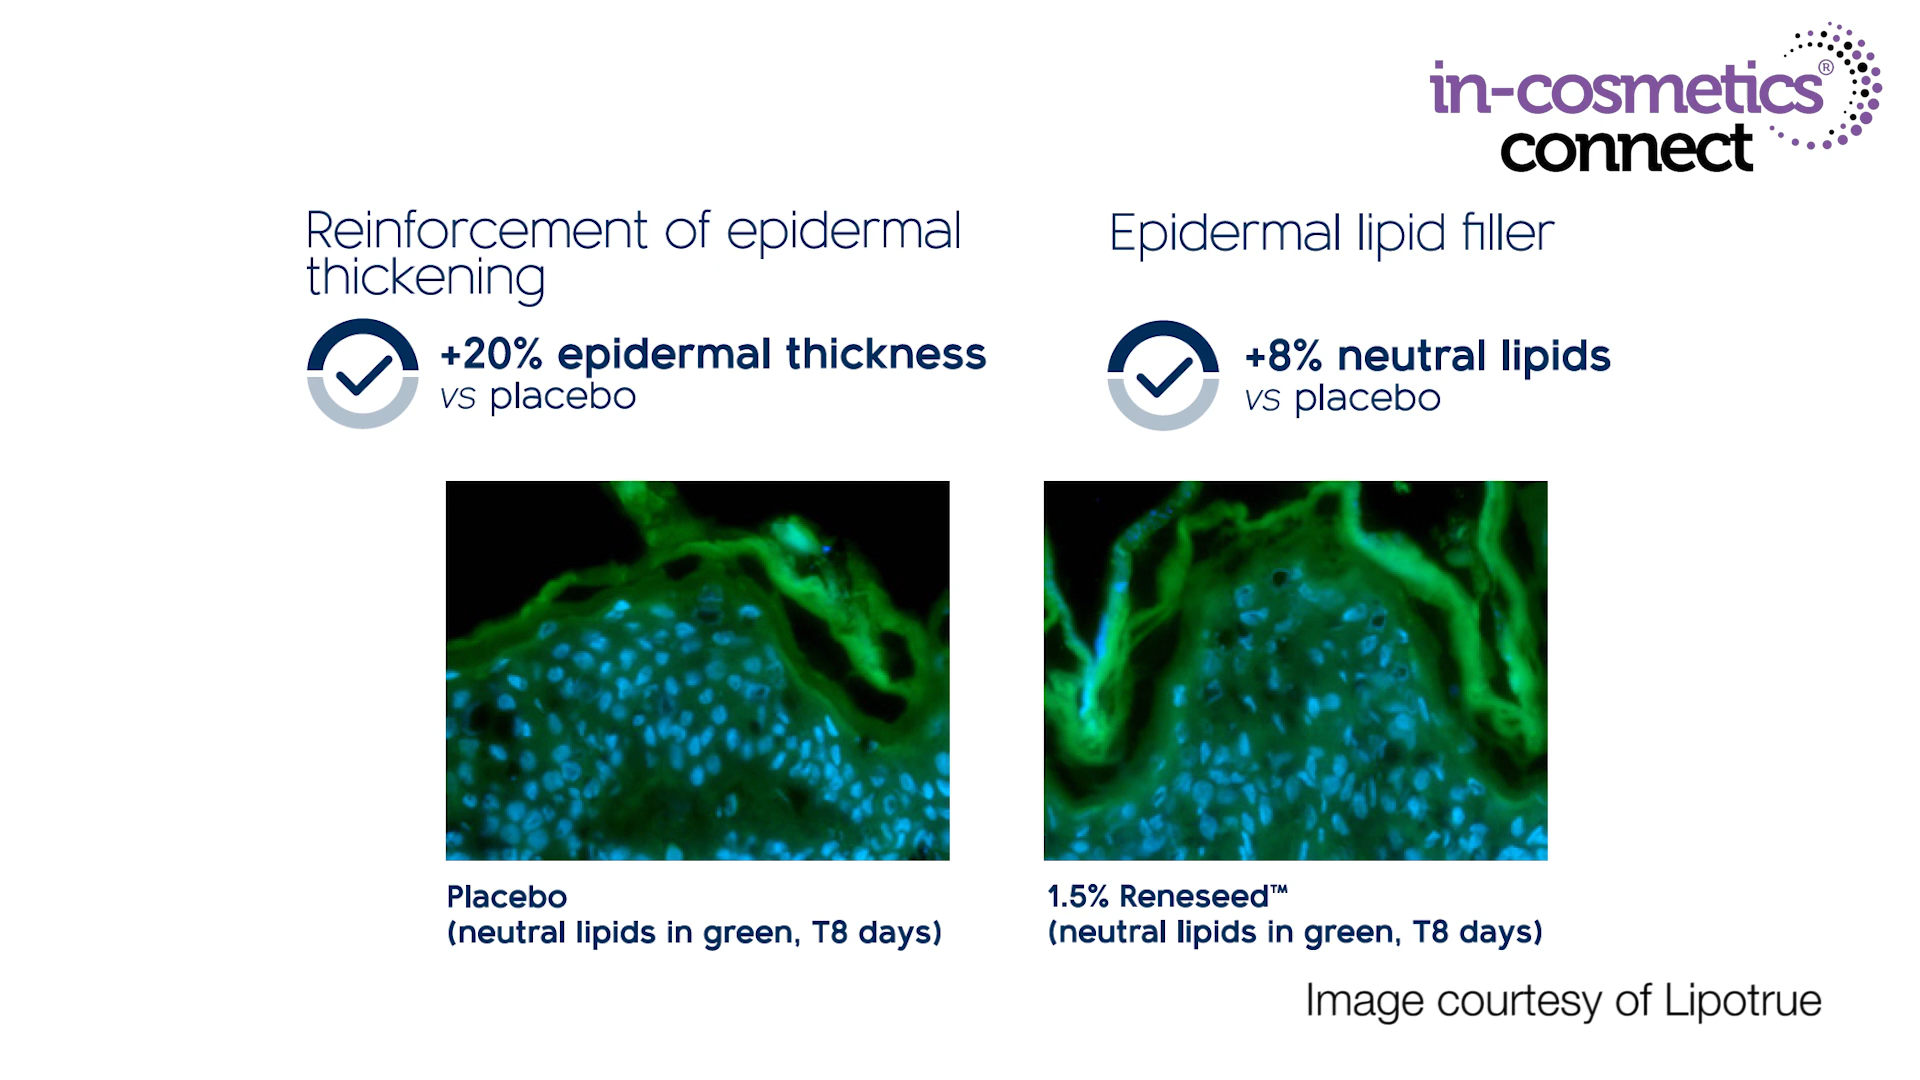 in-cosmetics®
connect
Reinforcement of epidermal
thickening
+20% epidermal thickness
vs placebo
Epidermal lipid filler
+8% neutral lipids
vs placebo
Placebo
(neutral lipids in green, T8 days)
1.5% Reneseed™
(neutral lipids in green, T8 days)
Image courtesy of Lipotrue